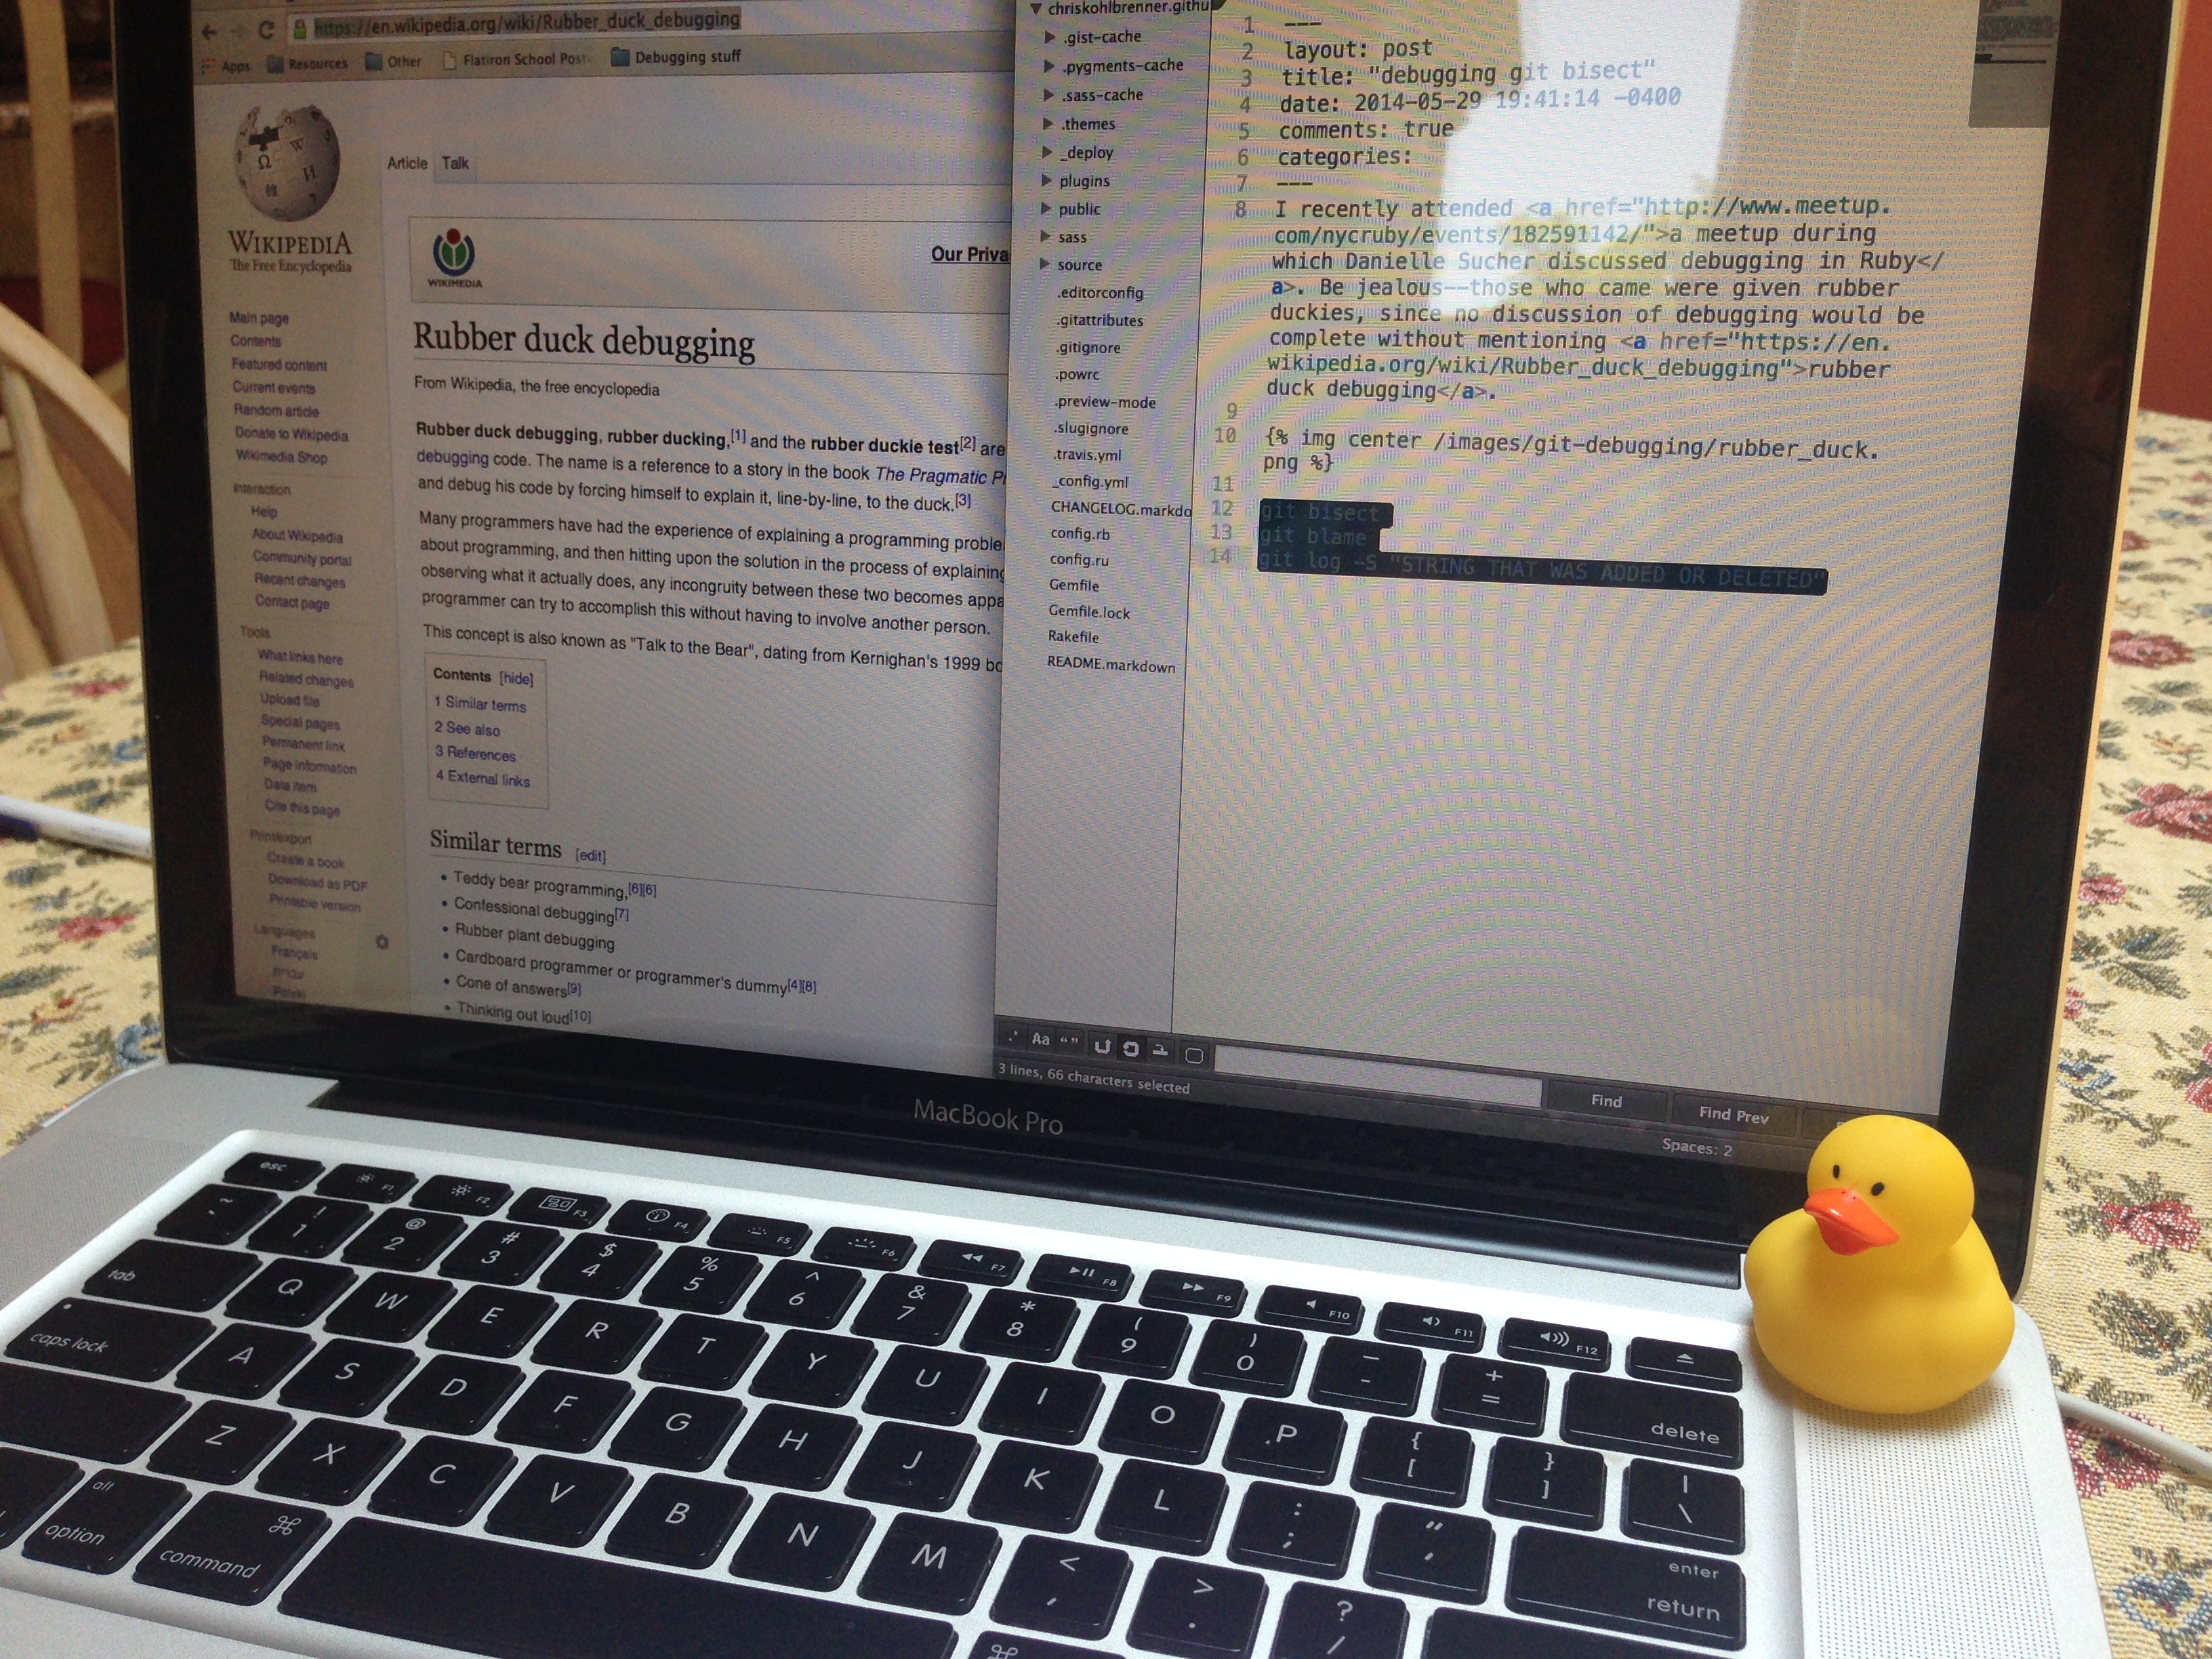 https://en.wikipedia.org/wiki/Rubber_duck_debugging
Apps Resources Other Flatiron School Post Debugging stuff
WIKIPEDIA
The Free Encyclopedia
Main page
Contents
Featured content
Current events
Random article
Donate to Wikipedia
Wikimedia Shop
Interaction
Help
About Wikipedia
Community portal
Recent changes
Contact page
Tools
What links here
Related changes
Upload file
Special pages
Permanent link
Page information
Data item
Cite this page
Print/export
Create a book
Download as PDF
Printable version
Languages
Français
עברית
Polski
Article Talk
WIKIMEDIA
Our Priva
Rubber duck debugging
From Wikipedia, the free encyclopedia
Rubber duck debugging, rubber ducking,[1] and the rubber duckie test[2] are
debugging code. The name is a reference to a story in the book The Pragmatic P
and debug his code by forcing himself to explain it, line-by-line, to the duck.[3]
Many programmers have had the experience of explaining a programming proble
about programming, and then hitting upon the solution in the process of explaining
observing what it actually does, any incongruity between these two becomes appa
programmer can try to accomplish this without having to involve another person.
This concept is also known as "Talk to the Bear", dating from Kernighan's 1999 bo
Contents [hide]
1 Similar terms
2 See also
3 References
4 External links
Similar terms [edit]
• Teddy bear programming,[6][6]
• Confessional debugging[7]
• Rubber plant debugging
• Cardboard programmer or programmer's dummy[4][8]
• Cone of answers[9]
• Thinking out loud[10]
chriskohlbrenner.githu
.gist-cache
.pygments-cache
.sass-cache
.themes
_deploy
plugins
public
sass
source
.editorconfig
.gitattributes
.gitignore
.powrc
.preview-mode
.slugignore
.travis.yml
_config.yml
CHANGELOG.markdo
config.rb
config.ru
Gemfile
Gemfile.lock
Rakefile
README.markdown
1 ---
2 layout: post
3 title: "debugging git bisect"
4 date: 2014-05-29 19:41:14 -0400
5 comments: true
6 categories:
7 ---
8 I recently attended <a href="http://www.meetup.
com/nycruby/events/182591142/">a meetup during
which Danielle Sucher discussed debugging in Ruby</
a>. Be jealous--those who came were given rubber
duckies, since no discussion of debugging would be
complete without mentioning <a href="https://en.
wikipedia.org/wiki/Rubber_duck_debugging">rubber
duck debugging</a>.
9
10 {% img center /images/git-debugging/rubber_duck.
png %}
11
12 git bisect
13 git blame
14 git log -S "STRING THAT WAS ADDED OR DELETED"
.* Aa “ ”
Find Find Prev
3 lines, 66 characters selected
Spaces: 2
MacBook Pro
esc F1 F2 F3 F4 F5 F6 F7 F8 F9 F10 F11 F12
~ ` ! 1 @ 2 # 3 $ 4 % 5 ^ 6 & 7 * 8 ( 9 ) 0 _ - + = delete
tab Q W E R T Y U I O P { [ } ] | \
caps lock A S D F G H J K L : ; " ' enter return
Z X C V B N M < , > . ? /
alt option ⌘ command ⌘